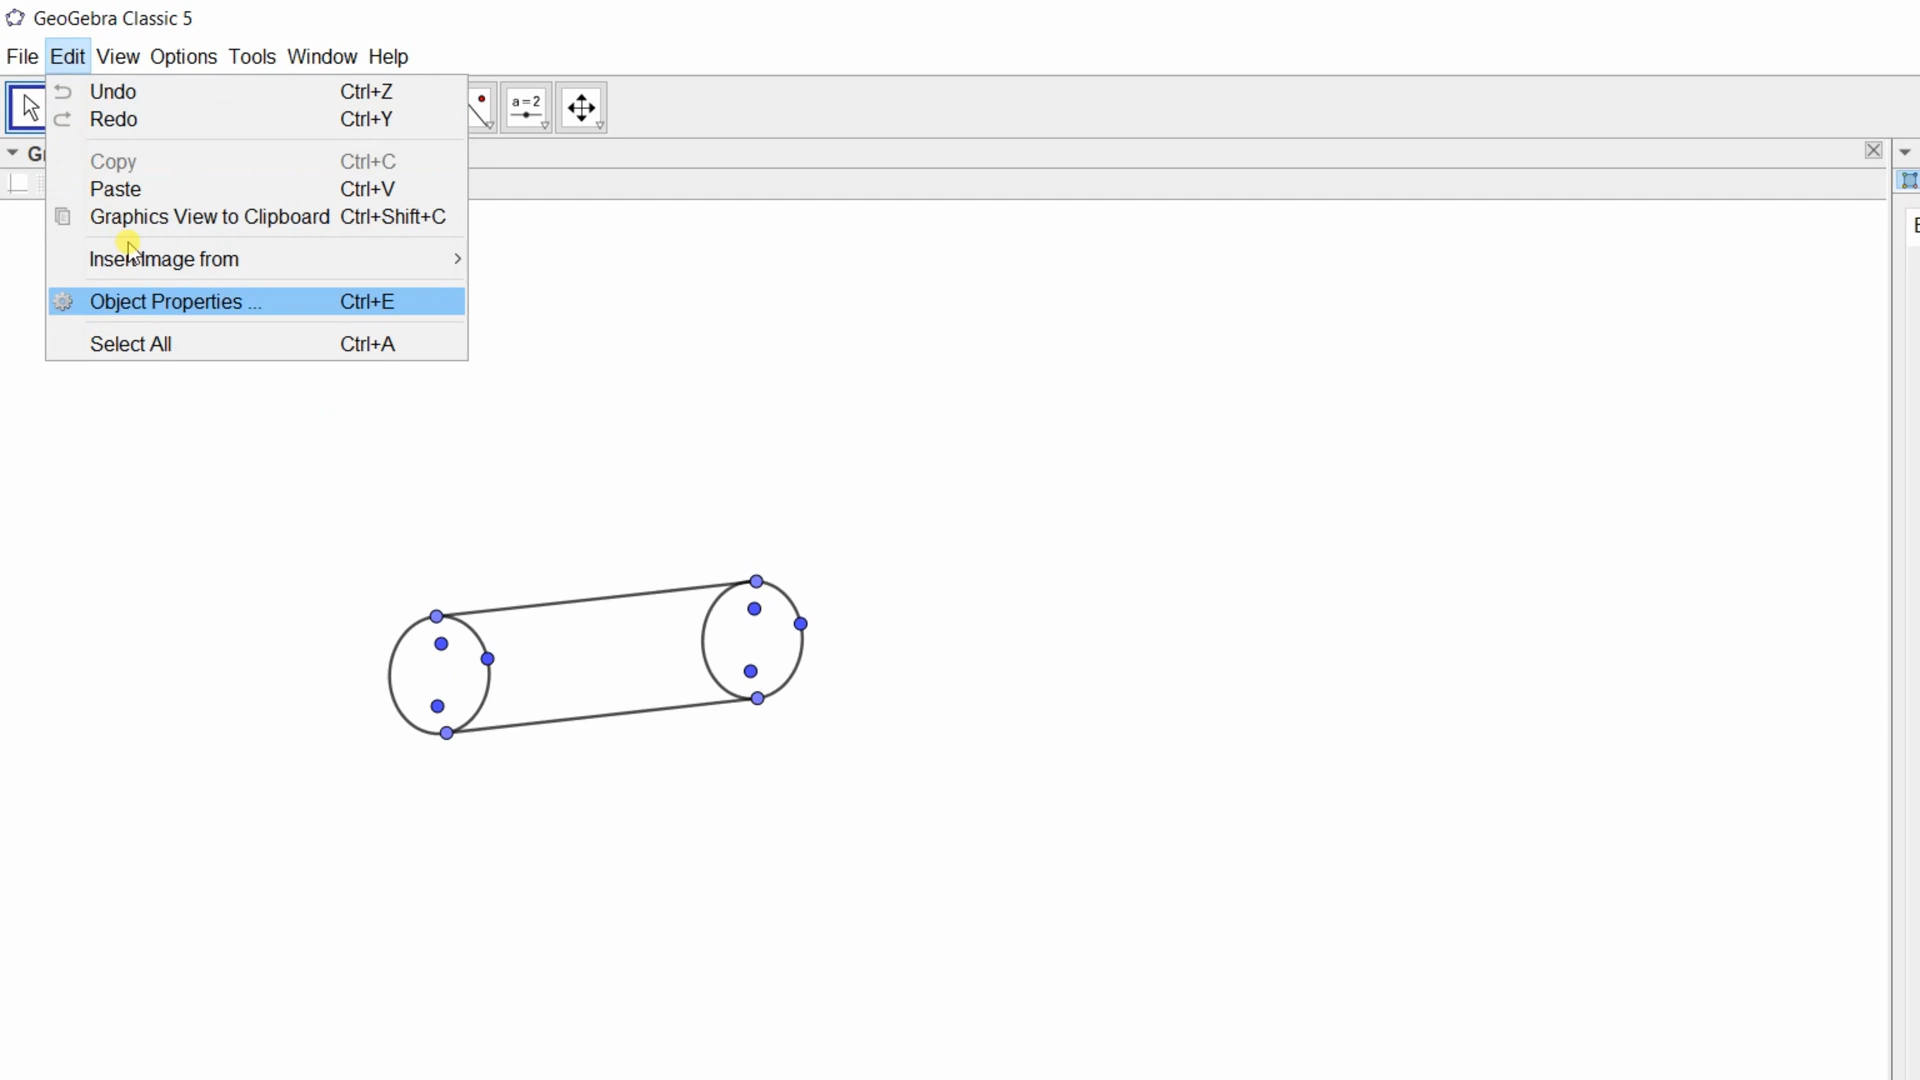 GeoGebra Classic 5
File Edit View Options Tools Window Help
Undo Ctrl+Z
Redo Ctrl+Y
a=2
Copy Ctrl+C
Paste Ctrl+V
Graphics View to Clipboard Ctrl+Shift+C
Image from
Object Properties ... Ctrl+E
Select All Ctrl+A